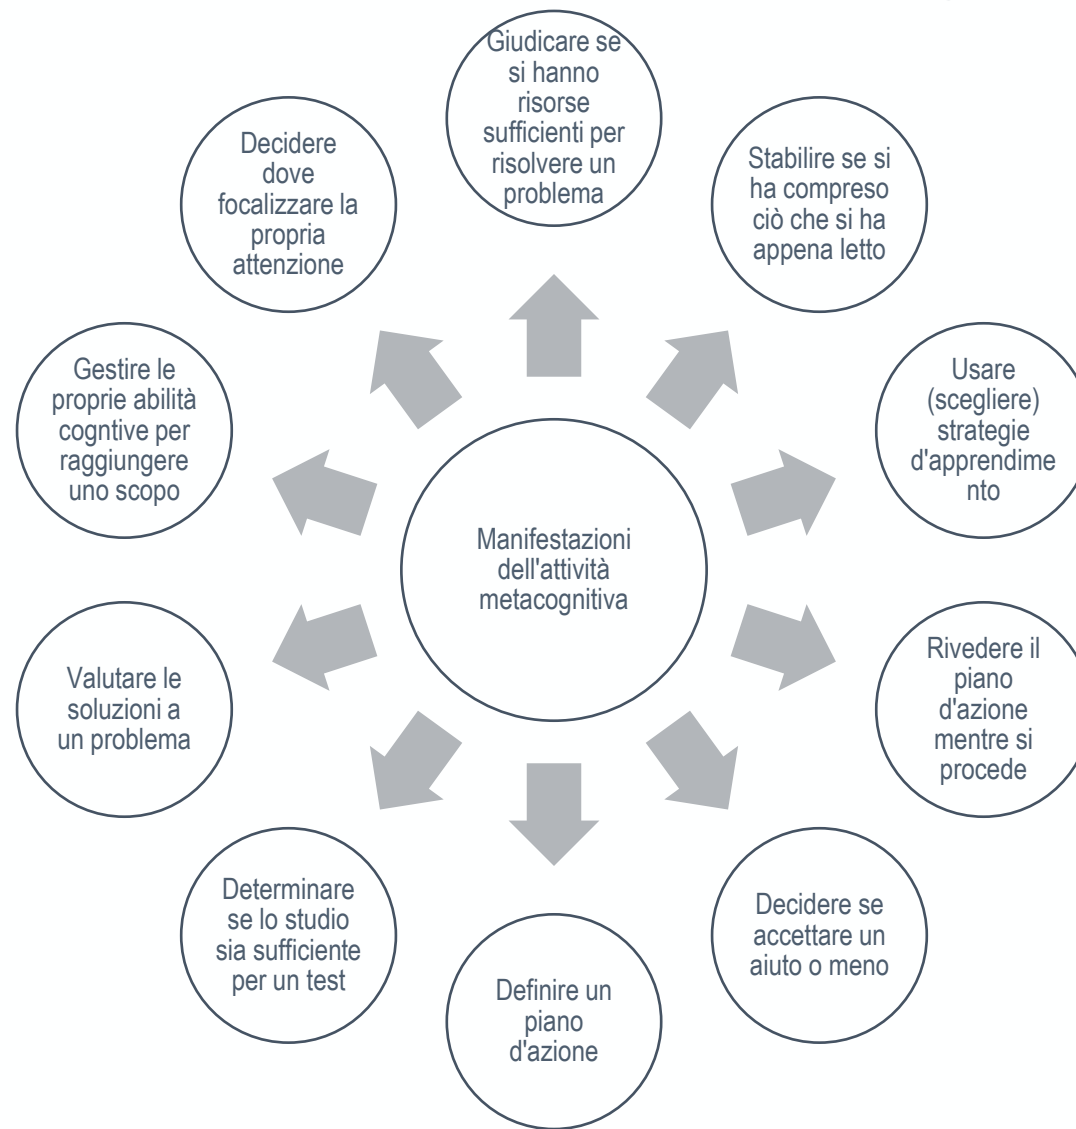 Giudicare se
si hanno
risorse
sufficienti per
risolvere un
problema
Stabilire se si
ha compreso
ciò che si ha
appena letto
Usare
(scegliere)
strategie
d'apprendime
nto
Rivedere il
piano
d'azione
mentre si
procede
Decidere se
accettare un
aiuto o meno
Definire un
piano
d'azione
Determinare
se lo studio
sia sufficiente
per un test
Valutare le
soluzioni a
un problema
Gestire le
proprie abilità
cogntive per
raggiungere
uno scopo
Decidere
dove
focalizzare la
propria
attenzione
Manifestazioni
dell'attività
metacognitiva